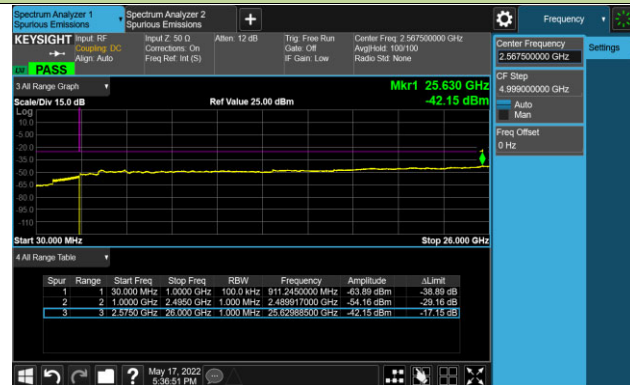 Spectrum Analyzer 1
Spurious Emissions
Spectrum Analyzer 2
Spurious Emissions
Frequency
KEYSIGHT
Input: RF
Coupling: DC
Align: Auto
Input Z: 50 Ω
Corrections: On
Freq Ref: Int (S)
Atten: 12 dB
Trig: Free Run
Gate: Off
IF Gain: Low
Center Freq: 2.567500000 GHz
Avg|Hold: 100/100
Radio Std: None
PASS
Center Frequency
2.567500000 GHz
Settings
CF Step
4.999000000 GHz
Auto
Man
Freq Offset
0 Hz
3 All Range Graph
Mkr1 25.630 GHz
-42.15 dBm
Scale/Div 15.0 dB
Ref Value 25.00 dBm
Log
10.0
-5.00
-20.0
-35.0
-50.0
-65.0
-80.0
-95.0
-110
1
Start 30.000 MHz
Stop 26.000 GHz
4 All Range Table
Spur Range Start Freq Stop Freq RBW Frequency Amplitude ΔLimit
1 1 30.000 MHz 1.0000 GHz 100.0 kHz 911.2450000 MHz -63.89 dBm -38.89 dB
2 2 1.0000 GHz 2.4950 GHz 1.000 MHz 2.489917000 GHz -54.16 dBm -29.16 dB
3 3 2.5750 GHz 26.000 GHz 1.000 MHz 25.62988500 GHz -42.15 dBm -17.15 dB
May 17, 2022
5:36:51 PM